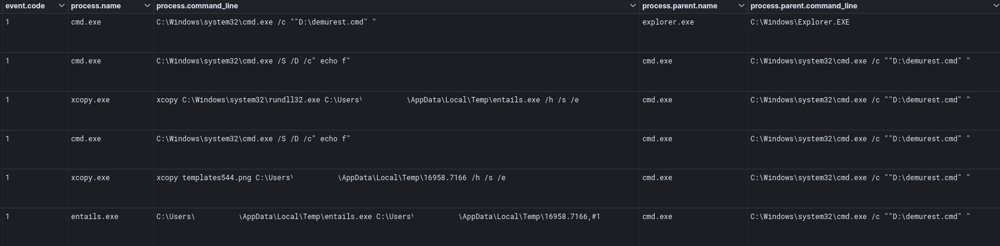 event.code process.name process.command_line process.parent.name process.parent.command_line
1 cmd.exe C:\Windows\system32\cmd.exe /c ""D:\demurest.cmd" " explorer.exe C:\Windows\Explorer.EXE
1 cmd.exe C:\Windows\system32\cmd.exe /S /D /c" echo f" cmd.exe C:\Windows\system32\cmd.exe /c ""D:\demurest.cmd" "
1 xcopy.exe xcopy C:\Windows\system32\rundll32.exe C:\Users\ \AppData\Local\Temp\entails.exe /h /s /e cmd.exe C:\Windows\system32\cmd.exe /c ""D:\demurest.cmd" "
1 cmd.exe C:\Windows\system32\cmd.exe /S /D /c" echo f" cmd.exe C:\Windows\system32\cmd.exe /c ""D:\demurest.cmd" "
1 xcopy.exe xcopy templates544.png C:\Users\ \AppData\Local\Temp\16958.7166 /h /s /e cmd.exe C:\Windows\system32\cmd.exe /c ""D:\demurest.cmd" "
1 entails.exe C:\Users\ \AppData\Local\Temp\entails.exe C:\Users\ \AppData\Local\Temp\16958.7166,#1 cmd.exe C:\Windows\system32\cmd.exe /c ""D:\demurest.cmd" "